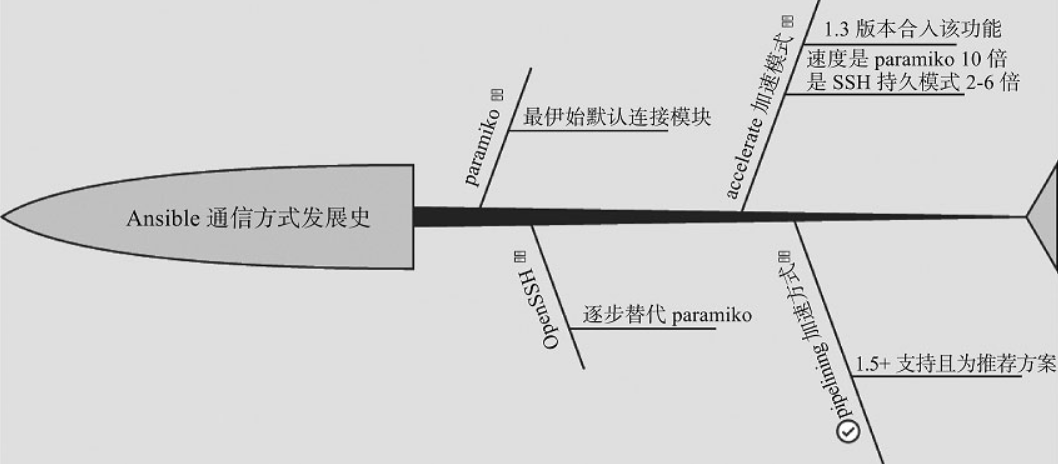 Ansible 通信方式发展史
paramiko
最伊始默认连接模块
OpenSSH
逐步替代 paramiko
accelerate 加速模式
1.3 版本合入该功能
速度是 paramiko 10 倍
是 SSH 持久模式 2-6 倍
pipelining 加速方式
1.5+ 支持且为推荐方案